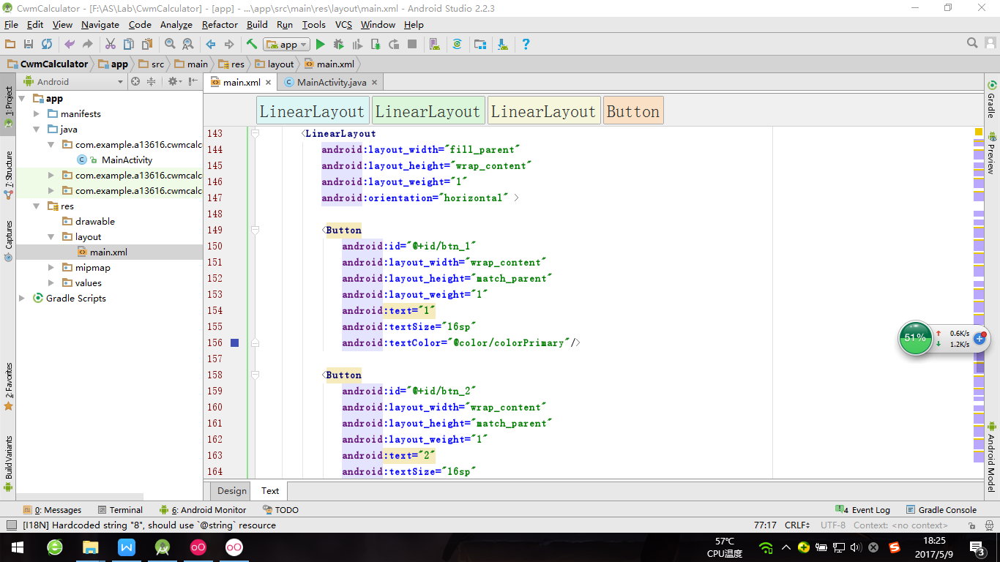 CwmCalculator - [F:\AS\Lab\CwmCalculator] - [app] - ...\app\src\main\res\layout\main.xml - Android Studio 2.2.3
File Edit View Navigate Code Analyze Refactor Build Run Tools VCS Window Help
app
CwmCalculator app src main res layout main.xml
Android
main.xml
MainActivity.java
1: Project
7: Structure
Captures
2: Favorites
Build Variants
app
manifests
java
com.example.a13616.cwmcalc
MainActivity
com.example.a13616.cwmcalc
com.example.a13616.cwmcalc
res
drawable
layout
main.xml
mipmap
values
Gradle Scripts
LinearLayout LinearLayout LinearLayout Button
143 <LinearLayout
144 android:layout_width="fill_parent"
145 android:layout_height="wrap_content"
146 android:layout_weight="1"
147 android:orientation="horizontal" >
148
149 <Button
150 android:id="@+id/btn_1"
151 android:layout_width="wrap_content"
152 android:layout_height="match_parent"
153 android:layout_weight="1"
154 android:text="1"
155 android:textSize="16sp"
156 android:textColor="@color/colorPrimary"/>
157
158 <Button
159 android:id="@+id/btn_2"
160 android:layout_width="wrap_content"
161 android:layout_height="match_parent"
162 android:layout_weight="1"
163 android:text="2"
164 android:textSize="16sp"
Gradle
Preview
Android Model
51%
0.6K/s
1.2K/s
Design Text
0: Messages Terminal 6: Android Monitor TODO
4 Event Log Gradle Console
[I18N] Hardcoded string "8", should use `@string` resource
77:17 CRLF UTF-8 Context: <no context>
57℃
CPU温度
18:25
2017/5/9
3